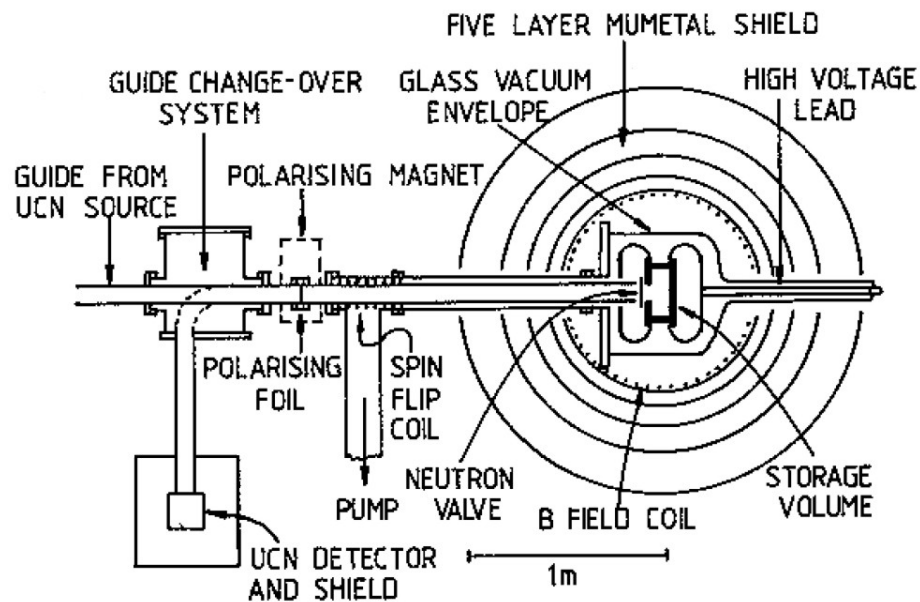 FIVE LAYER MUMETAL SHIELD
GUIDE CHANGE-OVER
SYSTEM
GLASS VACUUM
ENVELOPE
HIGH VOLTAGE
LEAD
GUIDE FROM
UCN SOURCE
POLARISING MAGNET
POLARISING
FOIL
SPIN
FLIP
COIL
NEUTRON
VALVE
STORAGE
VOLUME
PUMP
B FIELD COIL
UCN DETECTOR
AND SHIELD
1m